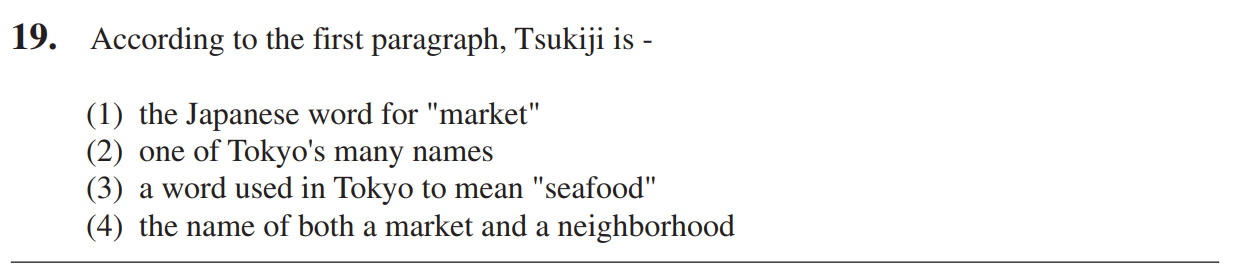 19. According to the first paragraph, Tsukiji is -
(1) the Japanese word for "market"
(2) one of Tokyo's many names
(3) a word used in Tokyo to mean "seafood"
(4) the name of both a market and a neighborhood